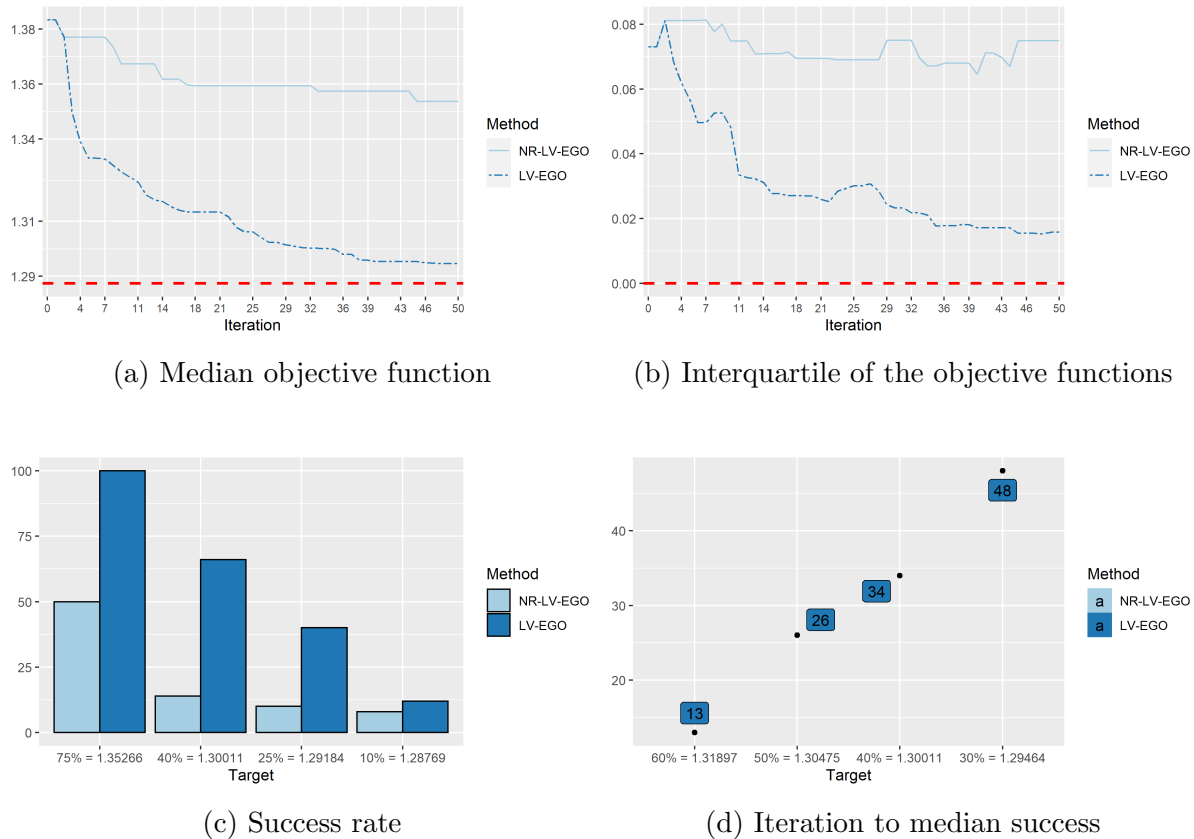 1.38
1.36
1.34
1.31
1.29
0 4 7 11 14 18 21 25 29 32 36 39 43 46 50
Iteration
Method
NR-LV-EGO
LV-EGO
(a) Median objective function
0.08
0.06
0.04
0.02
0.00
0 4 7 11 14 18 21 25 29 32 36 39 43 46 50
Iteration
Method
NR-LV-EGO
LV-EGO
(b) Interquartile of the objective functions
100
75
50
25
0
75% = 1.35266 40% = 1.30011 25% = 1.29184 10% = 1.28769
Target
Method
NR-LV-EGO
LV-EGO
(c) Success rate
40
30
20
48
34
26
13
60% = 1.31897 50% = 1.30475 40% = 1.30011 30% = 1.29464
Target
Method
a NR-LV-EGO
a LV-EGO
(d) Iteration to median success